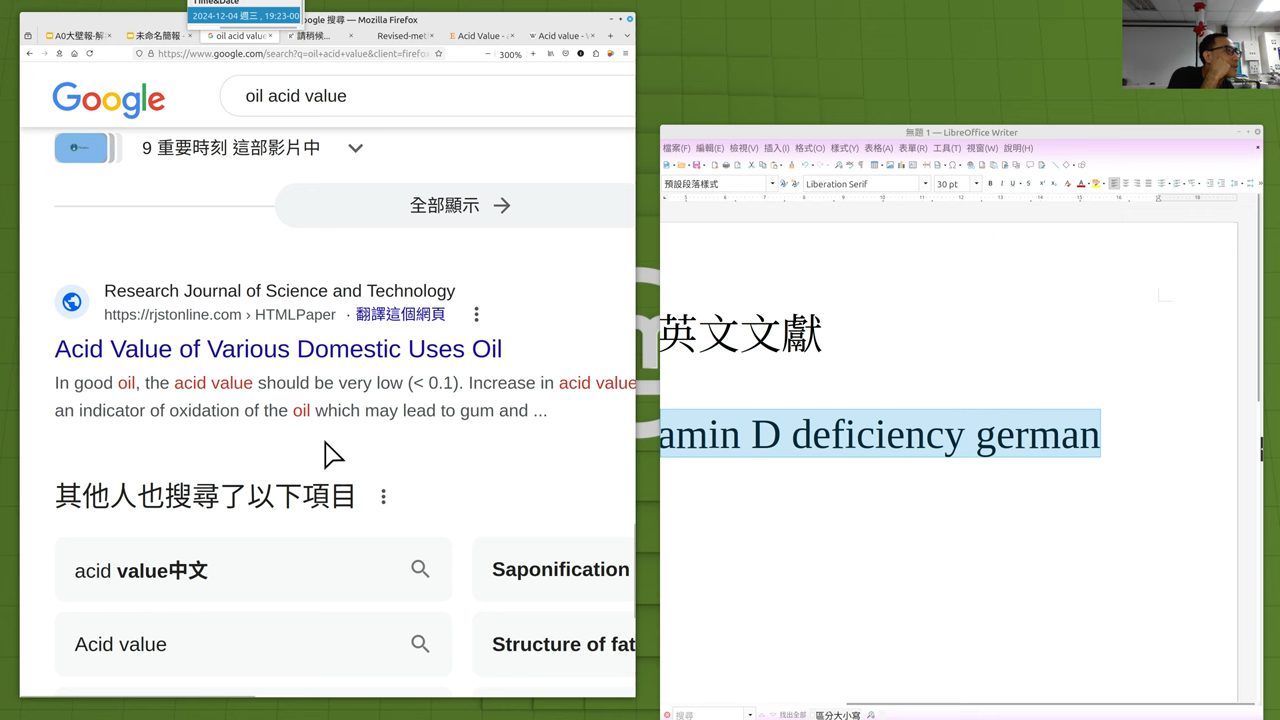 Time&Date
2024-12-04 週三 , 19:23-00
Google 搜尋 — Mozilla Firefox
A0大壁報-解
未命名簡報
oil acid value
請稍候...
Revised-met
Acid Value -
Acid value -
https://www.google.com/search?q=oil+acid+value&client=firefox
300%
Google
oil acid value
9 重要時刻 這部影片中
全部顯示
Research Journal of Science and Technology
https://rjstonline.com › HTMLPaper · 翻譯這個網頁
Acid Value of Various Domestic Uses Oil
In good oil, the acid value should be very low (< 0.1). Increase in acid value
an indicator of oxidation of the oil which may lead to gum and ...
其他人也搜尋了以下項目
acid value中文
Saponification
Acid value
Structure of fat
無題 1 — LibreOffice Writer
檔案(F) 編輯(E) 檢視(V) 插入(I) 格式(O) 樣式(Y) 表格(A) 表單(R) 工具(T) 視窗(W) 說明(H)
預設段落樣式
Liberation Serif
30 pt
英文文獻
amin D deficiency german
搜尋
找出全部
區分大小寫